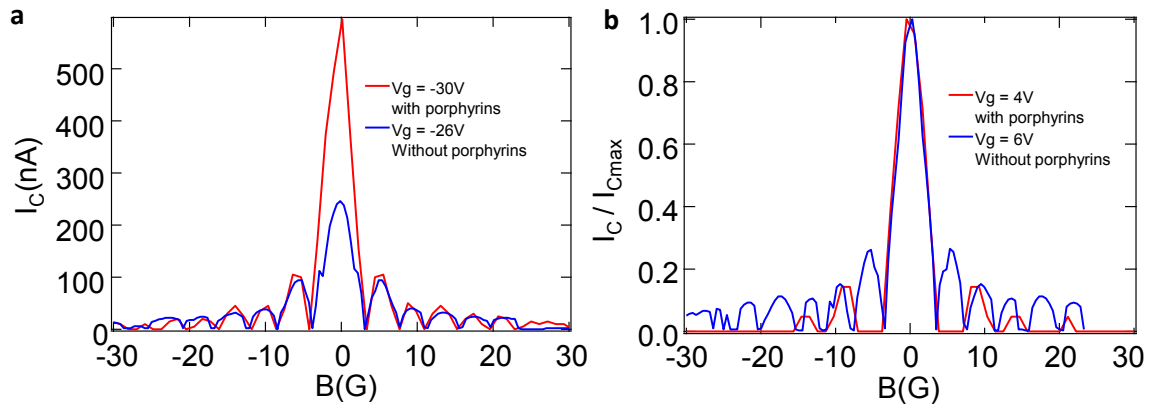 a
I_C(nA)
500
400
300
200
100
0
-30
-20
-10
0
10
20
30
B(G)
Vg = -30V
with porphyrins
Vg = -26V
Without porphyrins
b
I_C / I_Cmax
1.0
0.8
0.6
0.4
0.2
0.0
-30
-20
-10
0
10
20
30
B(G)
Vg = 4V
with porphyrins
Vg = 6V
Without porphyrins